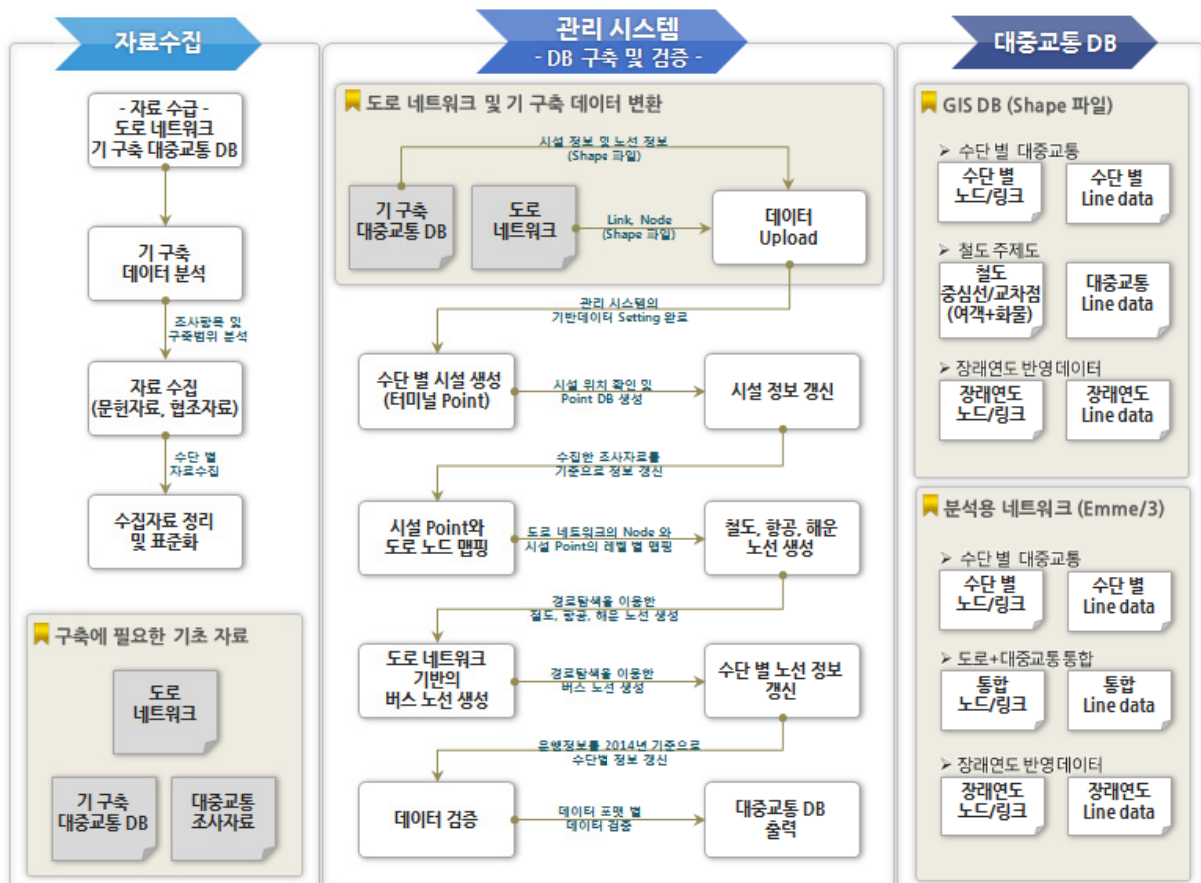 자료수집
- 자료 수급 -
도로 네트워크
기 구축 대중교통 DB
기 구축
데이터 분석
조사항목 및
구축범위 분석
자료 수집
(문헌자료, 협조자료)
수단 별
자료수집
수집자료 정리
및 표준화
구축에 필요한 기초 자료
도로
네트워크
기 구축
대중교통 DB
대중교통
조사자료
관리 시스템
- DB 구축 및 검증 -
도로 네트워크 및 기 구축 데이터 변환
시설 정보 및 노선 정보
(Shape 파일)
기 구축
대중교통 DB
도로
네트워크
Link, Node
(Shape 파일)
데이터
Upload
관리 시스템의
기반데이터 Setting 완료
수단 별 시설 생성
(터미널 Point)
시설 위치 확인 및
Point DB 생성
시설 정보 갱신
수집한 조사자료를
기준으로 정보 갱신
시설 Point와
도로 노드 맵핑
도로 네트워크의 Node 와
시설 Point의 레벨 별 맵핑
철도, 항공, 해운
노선 생성
경로탐색을 이용한
철도, 항공, 해운 노선 생성
도로 네트워크
기반의
버스 노선 생성
경로탐색을 이용한
버스 노선 생성
수단 별 노선 정보
갱신
운행정보를 2014년 기준으로
수단별 정보 갱신
데이터 검증
데이터 포맷 별
데이터 검증
대중교통 DB
출력
대중교통 DB
GIS DB (Shape 파일)
➢ 수단 별 대중교통
수단 별
노드/링크
수단 별
Line data
➢ 철도 주제도
철도
중심선/교차점
(여객+화물)
대중교통
Line data
➢ 장래연도 반영데이터
장래연도
노드/링크
장래연도
Line data
분석용 네트워크 (Emme/3)
➢ 수단 별 대중교통
수단 별
노드/링크
수단 별
Line data
➢ 도로+대중교통통합
통합
노드/링크
통합
Line data
➢ 장래연도 반영데이터
장래연도
노드/링크
장래연도
Line data